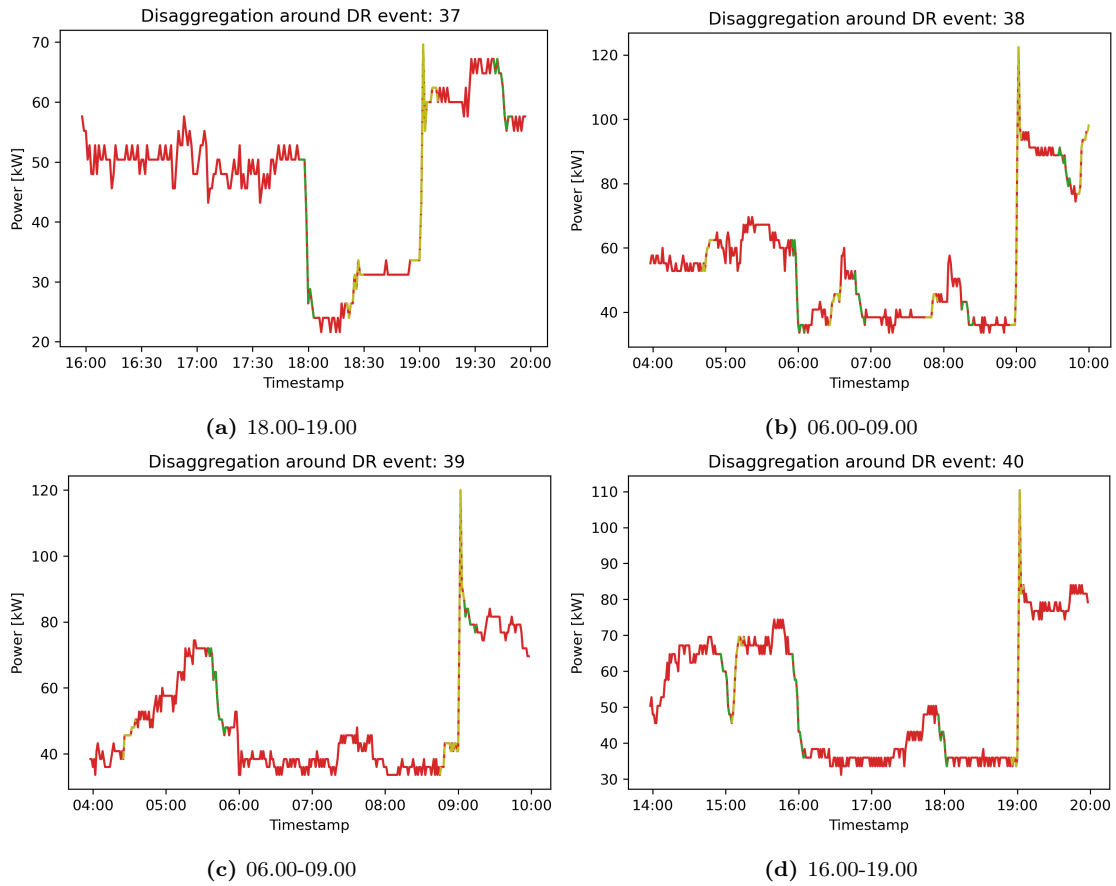 Disaggregation around DR event: 37
70
60
50
40
30
20
Power [kW]
16:00 16:30 17:00 17:30 18:00 18:30 19:00 19:30 20:00
Timestamp
(a) 18.00-19.00
Disaggregation around DR event: 38
120
100
80
60
40
Power [kW]
04:00 05:00 06:00 07:00 08:00 09:00 10:00
Timestamp
(b) 06.00-09.00
Disaggregation around DR event: 39
120
100
80
60
40
Power [kW]
04:00 05:00 06:00 07:00 08:00 09:00 10:00
Timestamp
(c) 06.00-09.00
Disaggregation around DR event: 40
110
100
90
80
70
60
50
40
30
Power [kW]
14:00 15:00 16:00 17:00 18:00 19:00 20:00
Timestamp
(d) 16.00-19.00